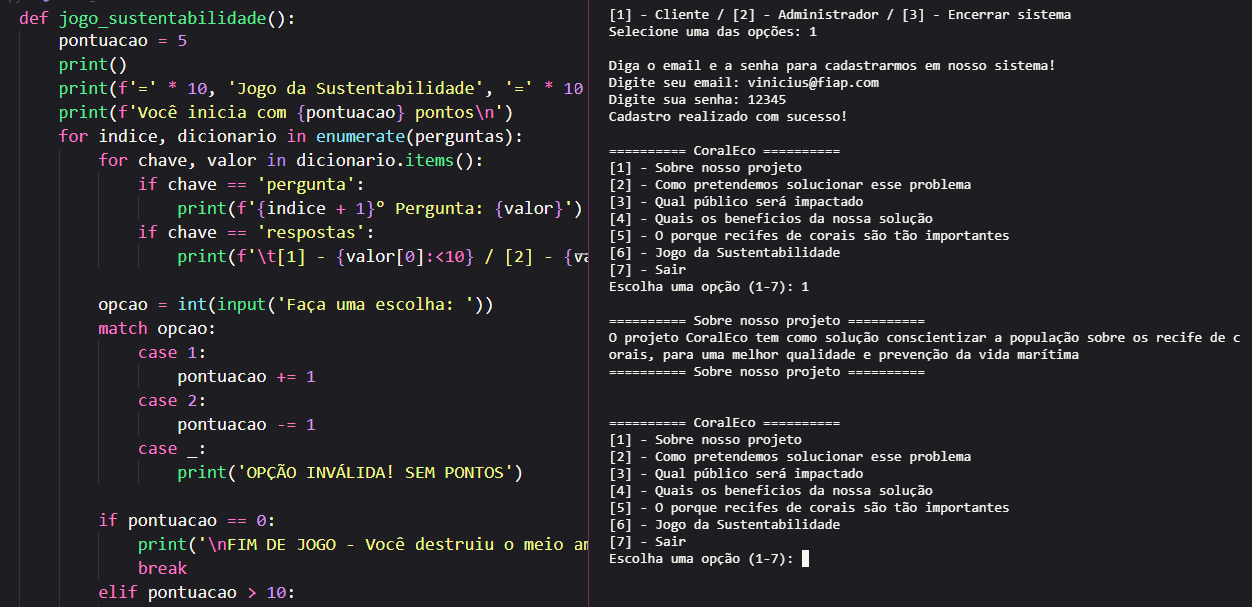 def jogo_sustentabilidade():
    pontuacao = 5
    print()
    print(f'=' * 10, 'Jogo da Sustentabilidade', '=' * 10
    print(f'Você inicia com {pontuacao} pontos\n')
    for indice, dicionario in enumerate(perguntas):
        for chave, valor in dicionario.items():
            if chave == 'pergunta':
                print(f'{indice + 1}º Pergunta: {valor}')
            if chave == 'respostas':
                print(f'\t[1] - {valor[0]:<10} / [2] - {va
        opcao = int(input('Faça uma escolha: '))
        match opcao:
            case 1:
                pontuacao += 1
            case 2:
                pontuacao -= 1
            case _:
                print('OPÇÃO INVÁLIDA! SEM PONTOS')
        if pontuacao == 0:
            print('\nFIM DE JOGO - Você destruiu o meio am
            break
        elif pontuacao > 10:
[1] - Cliente / [2] - Administrador / [3] - Encerrar sistema
Selecione uma das opções: 1
Diga o email e a senha para cadastrarmos em nosso sistema!
Digite seu email: vinicius@fiap.com
Digite sua senha: 12345
Cadastro realizado com sucesso!
========== CoralEco ==========
[1] - Sobre nosso projeto
[2] - Como pretendemos solucionar esse problema
[3] - Qual público será impactado
[4] - Quais os beneficios da nossa solução
[5] - O porque recifes de corais são tão importantes
[6] - Jogo da Sustentabilidade
[7] - Sair
Escolha uma opção (1-7): 1
========== Sobre nosso projeto ==========
O projeto CoralEco tem como solução conscientizar a população sobre os recife de c
orais, para uma melhor qualidade e prevenção da vida marítima
========== Sobre nosso projeto ==========
========== CoralEco ==========
[1] - Sobre nosso projeto
[2] - Como pretendemos solucionar esse problema
[3] - Qual público será impactado
[4] - Quais os beneficios da nossa solução
[5] - O porque recifes de corais são tão importantes
[6] - Jogo da Sustentabilidade
[7] - Sair
Escolha uma opção (1-7):